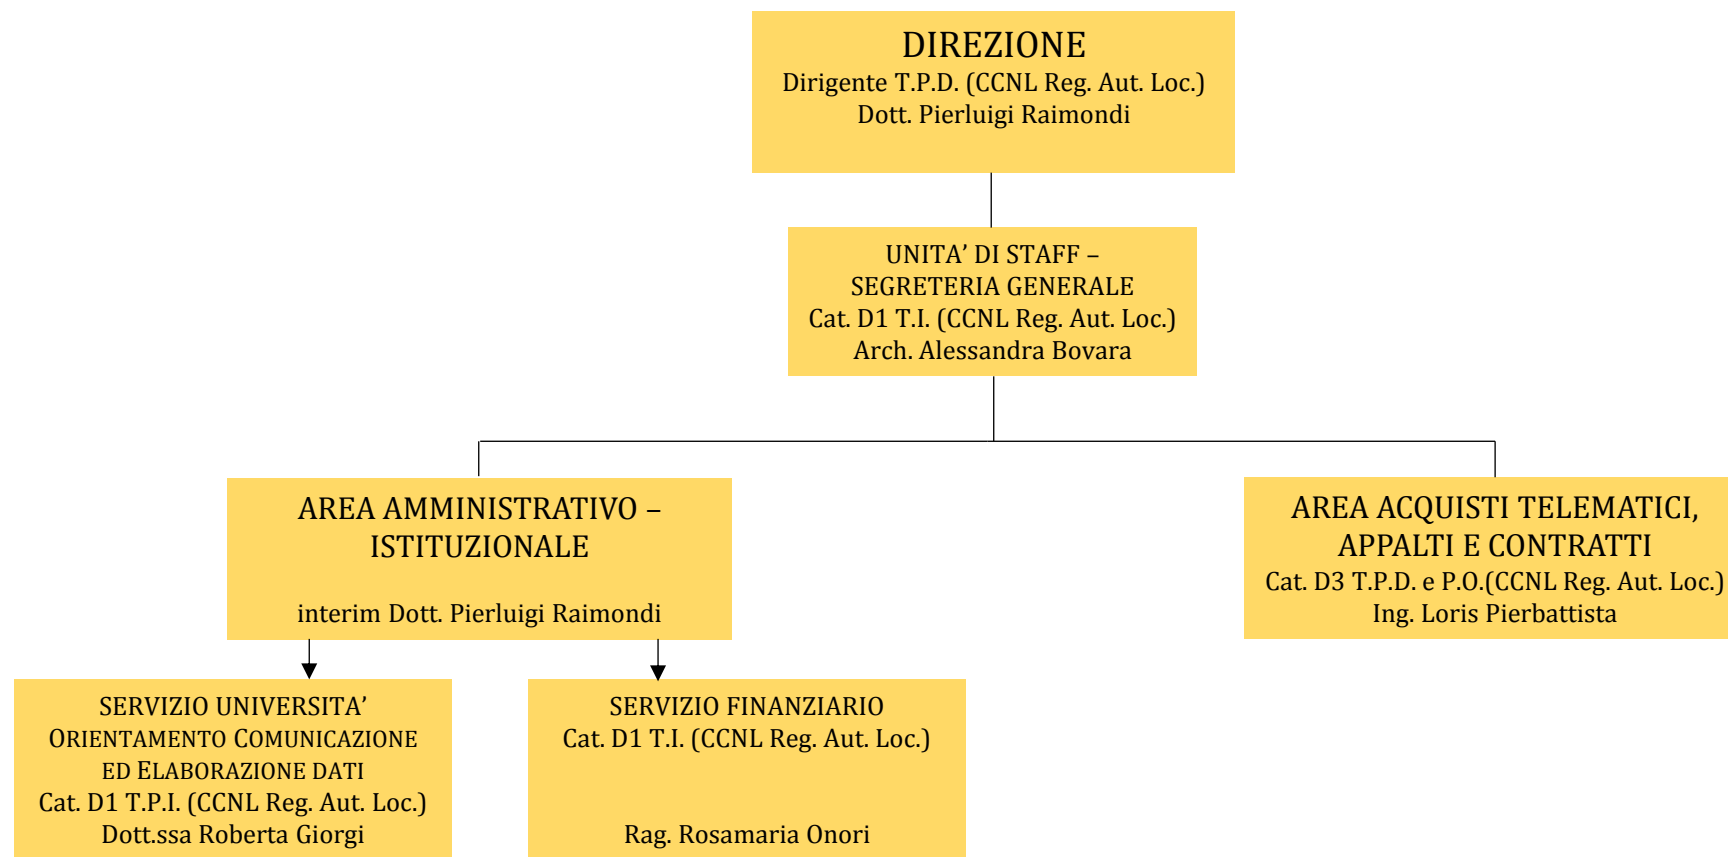 DIREZIONE
Dirigente T.P.D. (CCNL Reg. Aut. Loc.)
Dott. Pierluigi Raimondi
UNITA’ DI STAFF –
SEGRETERIA GENERALE
Cat. D1 T.I. (CCNL Reg. Aut. Loc.)
Arch. Alessandra Bovara
AREA AMMINISTRATIVO –
ISTITUZIONALE
interim Dott. Pierluigi Raimondi
AREA ACQUISTI TELEMATICI,
APPALTI E CONTRATTI
Cat. D3 T.P.D. e P.O.(CCNL Reg. Aut. Loc.)
Ing. Loris Pierbattista
SERVIZIO UNIVERSITA’
ORIENTAMENTO COMUNICAZIONE
ED ELABORAZIONE DATI
Cat. D1 T.P.I. (CCNL Reg. Aut. Loc.)
Dott.ssa Roberta Giorgi
SERVIZIO FINANZIARIO
Cat. D1 T.I. (CCNL Reg. Aut. Loc.)
Rag. Rosamaria Onori